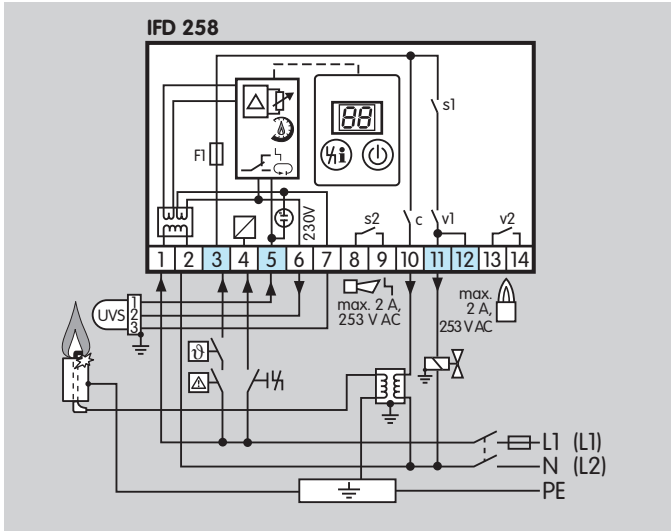 IFD 258
88
s1
F1
i
230V
s2
c
v1
v2
1 2 3 4 5 6 7 8 9 10 11 12 13 14
max. 2 A,
253 V AC
max.
2 A,
253 V AC
UVS
1
2
3
ϑ
L1 (L1)
N (L2)
PE